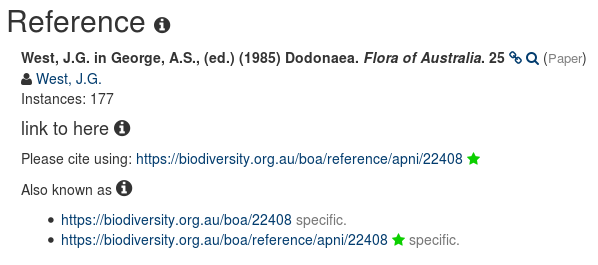 Reference
West, J.G. in George, A.S., (ed.) (1985) Dodonaea. Flora of Australia. 25 (Paper)
West, J.G.
Instances: 177
link to here
Please cite using: https://biodiversity.org.au/boa/reference/apni/22408
Also known as
• https://biodiversity.org.au/boa/22408 specific.
• https://biodiversity.org.au/boa/reference/apni/22408 specific.